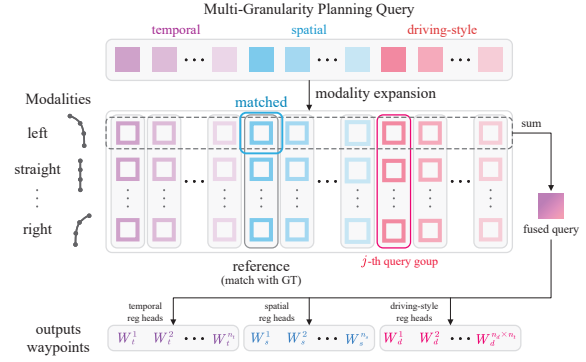 Multi-Granularity Planning Query
temporal spatial driving-style
modality expansion
Modalities
matched
left
sum
straight
right
fused query
reference
(match with GT)
j-th query goup
temporal
reg heads
spatial
reg heads
driving-style
reg heads
outputs
waypoints
W_t^1 W_t^2 ••• W_t^{n_t} W_s^1 W_s^2 ••• W_s^{n_s} W_d^1 W_d^2 ••• W_d^{n_d×n_t}